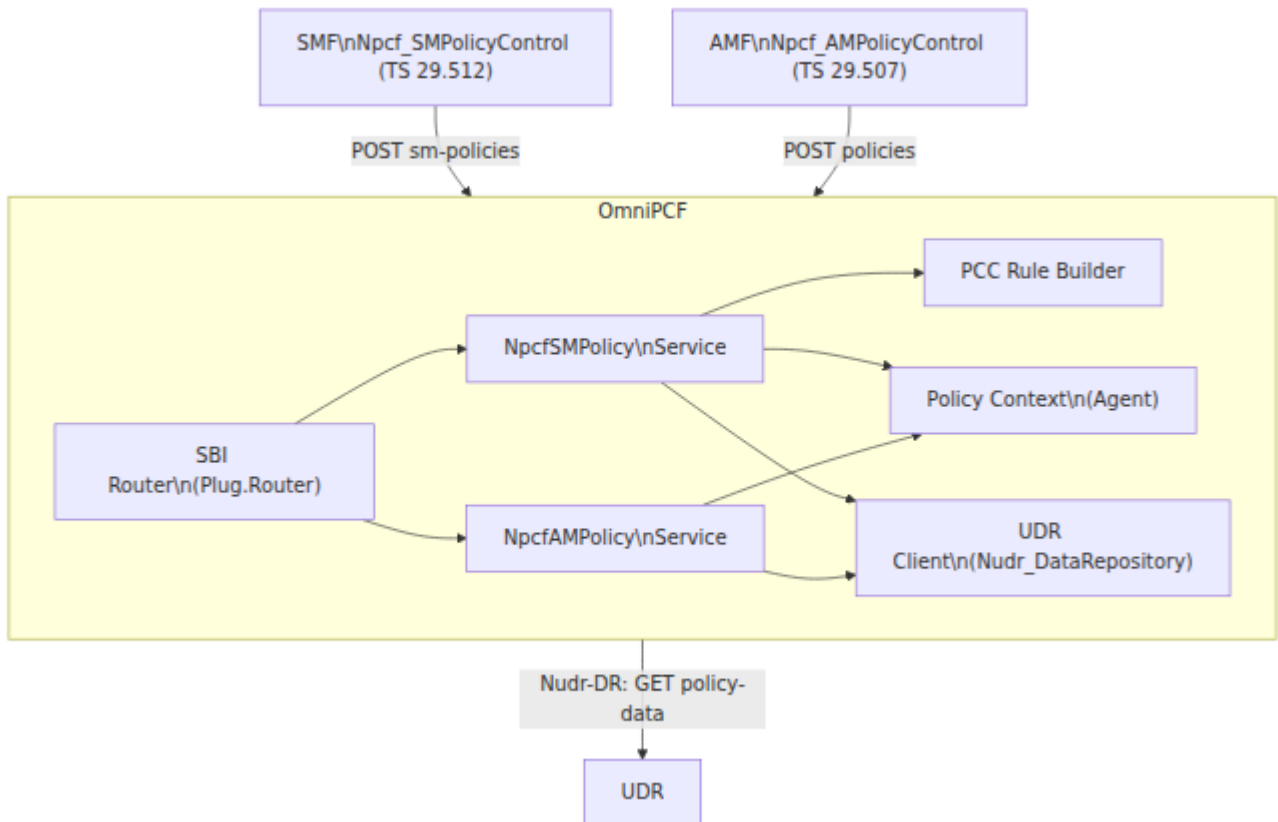 SMF\nNpcf_SMPolicyControl
(TS 29.512)
AMF\nNpcf_AMPolicyControl
(TS 29.507)
POST sm-policies
POST policies
OmniPCF
PCC Rule Builder
NpcfSMPolicy\nService
Policy Context\n(Agent)
SBI
Router\n(Plug.Router)
NpcfAMPolicy\nService
UDR
Client\n(Nudr_DataRepository)
Nudr-DR: GET policy-
data
UDR